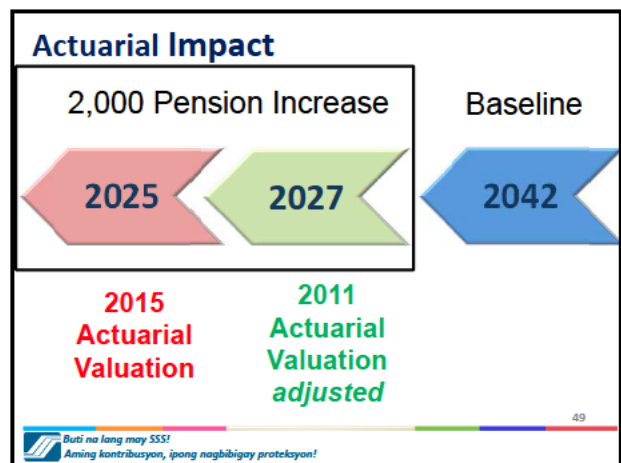 Actuarial Impact
2,000 Pension Increase
Baseline
2025
2027
2042
2015
Actuarial
Valuation
2011
Actuarial
Valuation
adjusted
49
Buti na lang may SSS!
Aming kontribusyon, ipong nagbibigay proteksyon!